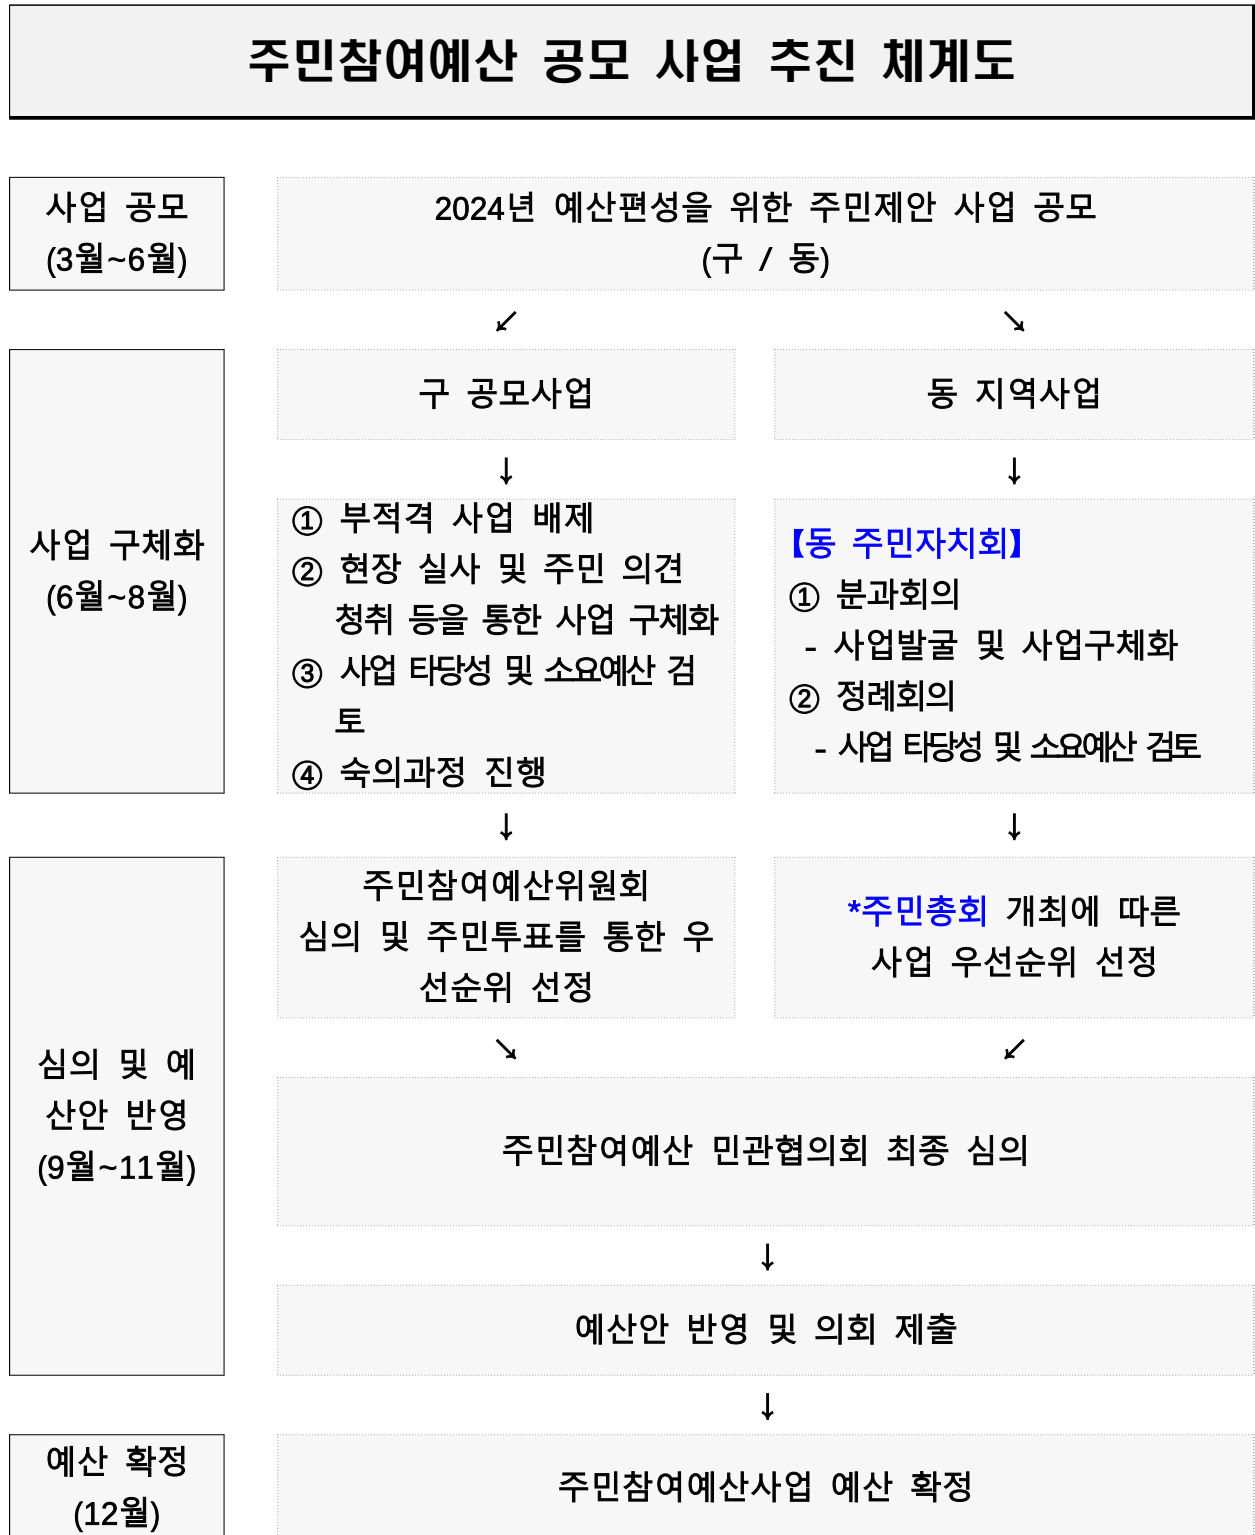 주민참여예산 공모 사업 추진 체계도
사업 공모
(3월~6월)
2024년 예산편성을 위한 주민제안 사업 공모
(구 / 동)
↙ ↘
사업 구체화
(6월~8월)
구 공모사업
동 지역사업
↓ ↓
① 부적격 사업 배제
② 현장 실사 및 주민 의견
청취 등을 통한 사업 구체화
③ 사업 타당성 및 소요예산 검
토
④ 숙의과정 진행
【동 주민자치회】
① 분과회의
- 사업발굴 및 사업구체화
② 정례회의
- 사업 타당성 및 소요예산 검토
↓ ↓
심의 및 예
산안 반영
(9월~11월)
주민참여예산위원회
심의 및 주민투표를 통한 우
선순위 선정
*주민총회 개최에 따른
사업 우선순위 선정
↘ ↙
주민참여예산 민관협의회 최종 심의
↓
예산안 반영 및 의회 제출
↓
예산 확정
(12월)
주민참여예산사업 예산 확정